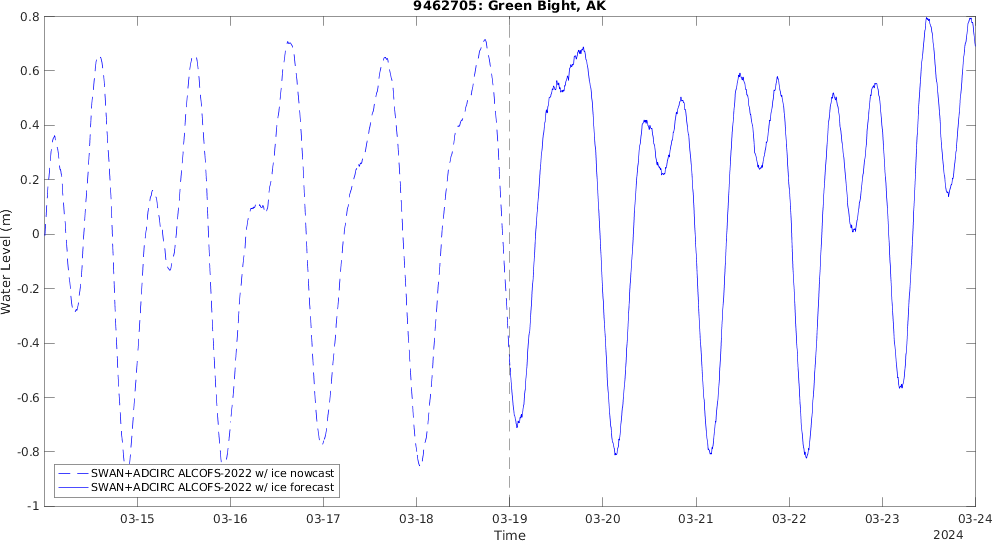 9462705: Green Bight, AK
Water Level (m)
0.8
0.6
0.4
0.2
0
-0.2
-0.4
-0.6
-0.8
-1
SWAN+ADCIRC ALCOFS-2022 w/ ice nowcast
SWAN+ADCIRC ALCOFS-2022 w/ ice forecast
03-15 03-16 03-17 03-18 03-19 03-20 03-21 03-22 03-23 03-24
Time
2024